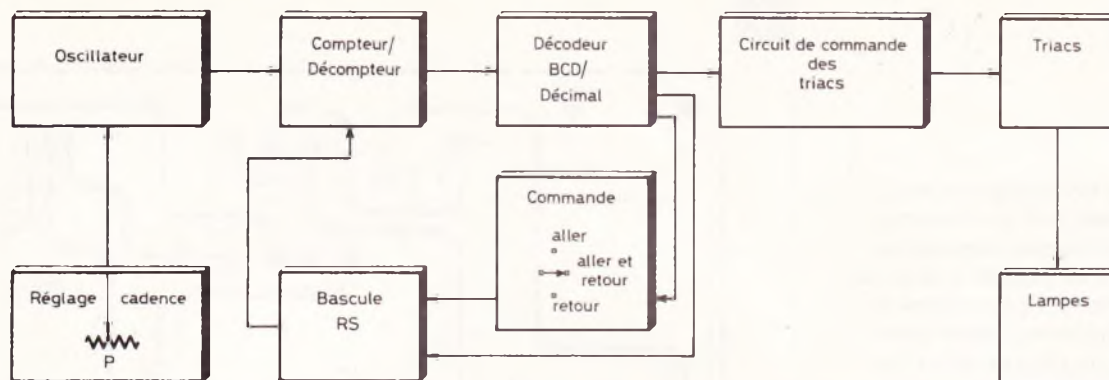 Oscillateur
Compteur/
Décompteur
Décodeur
BCD/
Décimal
Circuit de commande
des
triacs
Triacs
Commande
aller
aller et
retour
retour
Réglage cadence
P
Bascule
RS
Lampes